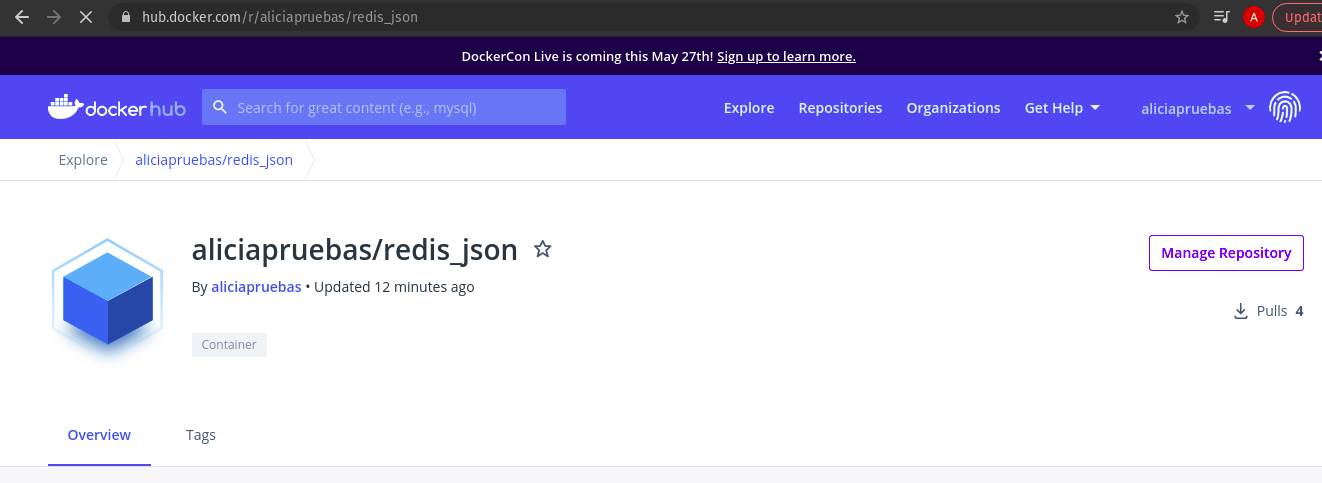 hub.docker.com/r/aliciapruebas/redis_json
A
Updat
DockerCon Live is coming this May 27th! Sign up to learn more.
docker hub
Search for great content (e.g., mysql)
Explore
Repositories
Organizations
Get Help
aliciapruebas
Explore
aliciapruebas/redis_json
aliciapruebas/redis_json
Manage Repository
By aliciapruebas • Updated 12 minutes ago
Pulls 4
Container
Overview
Tags